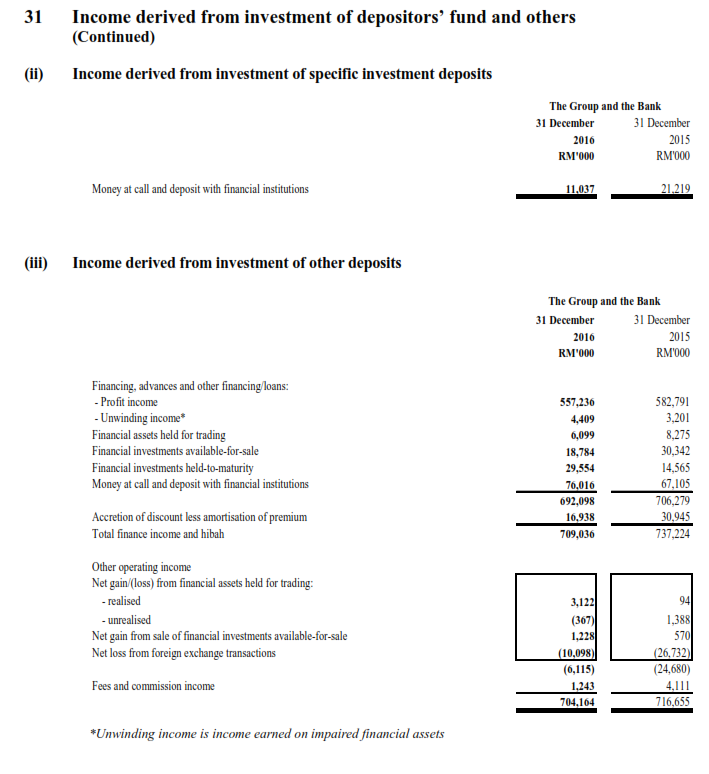 31 Income derived from investment of depositors’ fund and others
(Continued)
(ii) Income derived from investment of specific investment deposits
The Group and the Bank
31 December 31 December
2016 2015
RM'000 RM'000
Money at call and deposit with financial institutions 11,037 21,219
(iii) Income derived from investment of other deposits
The Group and the Bank
31 December 31 December
2016 2015
RM'000 RM'000
Financing, advances and other financing/loans:
- Profit income 557,236 582,791
- Unwinding income* 4,409 3,201
Financial assets held for trading 6,099 8,275
Financial investments available-for-sale 18,784 30,342
Financial investments held-to-maturity 29,554 14,565
Money at call and deposit with financial institutions 76,016 67,105
692,098 706,279
Accretion of discount less amortisation of premium 16,938 30,945
Total finance income and hibah 709,036 737,224
Other operating income
Net gain/(loss) from financial assets held for trading:
- realised 3,122 94
- unrealised (367) 1,388
Net gain from sale of financial investments available-for-sale 1,228 570
Net loss from foreign exchange transactions (10,098) (26,732)
(6,115) (24,680)
Fees and commission income 1,243 4,111
704,164 716,655
*Unwinding income is income earned on impaired financial assets